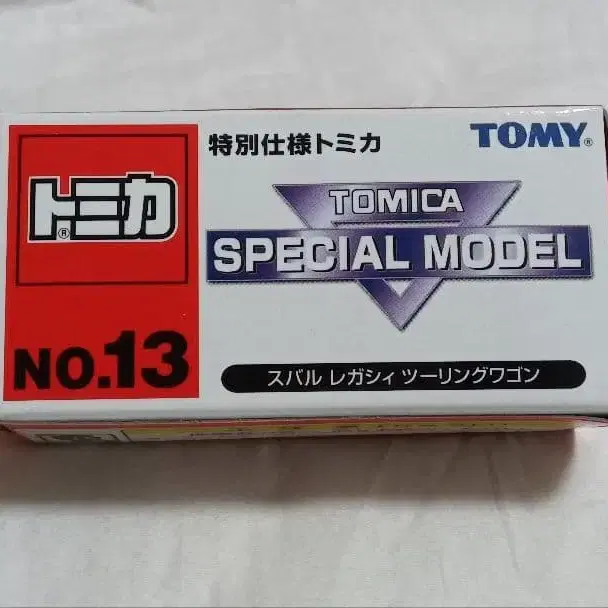 特別仕様トミカ
TOMY®
トミカ®
TOMICA
SPECIAL MODEL
NO.13
スバル レガシィ ツーリングワゴン